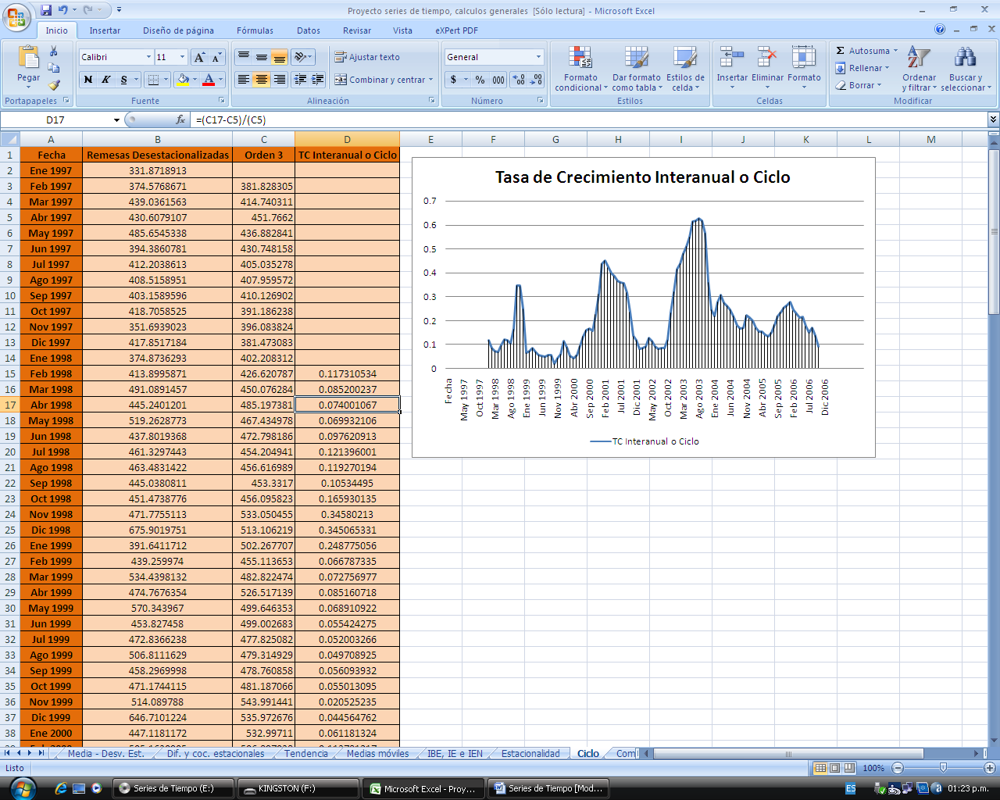 Proyecto series de tiempo, calculos generales [Sólo lectura] - Microsoft Excel
Inicio Insertar Diseño de página Fórmulas Datos Revisar Vista eXpert PDF
Pegar
Calibri 11
N K S
Ajustar texto
Combinar y centrar
General
$ % 000
Formato condicional
Dar formato como tabla
Estilos de celda
Insertar Eliminar Formato
Autosuma
Rellenar
Borrar
Ordenar y filtrar
Buscar y seleccionar
Portapapeles Fuente Alineación Número Estilos Celdas Modificar
D17 fx =(C17-C5)/(C5)
A B C D E F G H I J K L M
1 Fecha Remesas Desestacionalizadas Orden 3 TC Interanual o Ciclo
2 Ene 1997 331.8718913
3 Feb 1997 374.5768671 381.828305
4 Mar 1997 439.0361563 414.740311
5 Abr 1997 430.6079107 451.7662
6 May 1997 485.6545338 436.882841
7 Jun 1997 394.3860781 430.748158
8 Jul 1997 412.2038613 405.035278
9 Ago 1997 408.5158951 407.959572
10 Sep 1997 403.1589596 410.126902
11 Oct 1997 418.7058525 391.186238
12 Nov 1997 351.6939023 396.083824
13 Dic 1997 417.8517184 381.473083
14 Ene 1998 374.8736293 402.208312
15 Feb 1998 413.8995871 426.620787 0.117310534
16 Mar 1998 491.0891457 450.076284 0.085200237
17 Abr 1998 445.2401201 485.197381 0.074001067
18 May 1998 519.2628773 467.434978 0.069932106
19 Jun 1998 437.8019368 472.798186 0.097620913
20 Jul 1998 461.3297443 454.204941 0.121396001
21 Ago 1998 463.4831422 456.616989 0.119270194
22 Sep 1998 445.0380811 453.3317 0.10534495
23 Oct 1998 451.4738776 456.095823 0.165930135
24 Nov 1998 471.7755113 533.050455 0.34580213
25 Dic 1998 675.9019751 513.106219 0.345065331
26 Ene 1999 391.6411712 502.267707 0.248775056
27 Feb 1999 439.259974 455.113653 0.066787335
28 Mar 1999 534.4398132 482.822474 0.072756977
29 Abr 1999 474.7676354 526.517139 0.085160718
30 May 1999 570.343967 499.646353 0.068910922
31 Jun 1999 453.827458 499.002683 0.055424275
32 Jul 1999 472.8366238 477.825082 0.052003266
33 Ago 1999 506.8111629 479.314929 0.049708925
34 Sep 1999 458.2969998 478.760858 0.056093932
35 Oct 1999 471.1744115 481.187066 0.055013095
36 Nov 1999 514.089788 543.991441 0.020525235
37 Dic 1999 646.7101224 535.972676 0.044564762
38 Ene 2000 447.1181172 532.99711 0.061181324
Tasa de Crecimiento Interanual o Ciclo
0.7
0.6
0.5
0.4
0.3
0.2
0.1
0
Fecha May 1997 Oct 1997 Mar 1998 Ago 1998 Ene 1999 Jun 1999 Nov 1999 Abr 2000 Sep 2000 Feb 2001 Jul 2001 Dic 2001 May 2002 Oct 2002 Mar 2003 Ago 2003 Ene 2004 Jun 2004 Nov 2004 Abr 2005 Sep 2005 Feb 2006 Jul 2006 Dic 2006
TC Interanual o Ciclo
Media - Desv. Est. Dif. y coc. estacionales Tendencia Medias móviles IBE, IE e IEN Estacionalidad Ciclo Com
Listo 100%
Series de Tiempo (E:) KINGSTON (F:) Microsoft Excel - Proy... Series de Tiempo [Mod... ES 01:23 p.m.